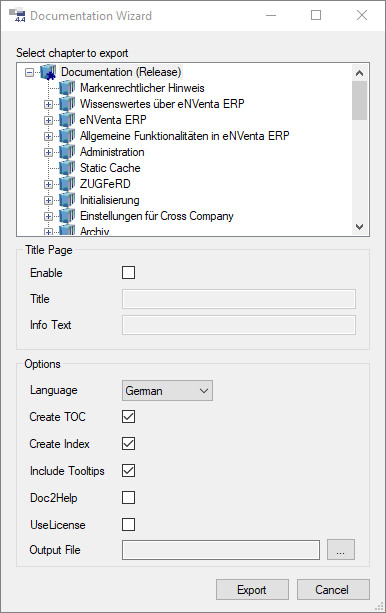 4.4 Documentation Wizard
Select chapter to export
Documentation (Release)
Markenrechtlicher Hinweis
Wissenswertes über eNVenta ERP
eNVenta ERP
Allgemeine Funktionalitäten in eNVenta ERP
Administration
Static Cache
ZUGFeRD
Initialisierung
Einstellungen für Cross Company
Archiv
Title Page
Enable
Title
Info Text
Options
Language German
Create TOC
Create Index
Include Tooltips
Doc2Help
UseLicense
Output File ...
Export Cancel